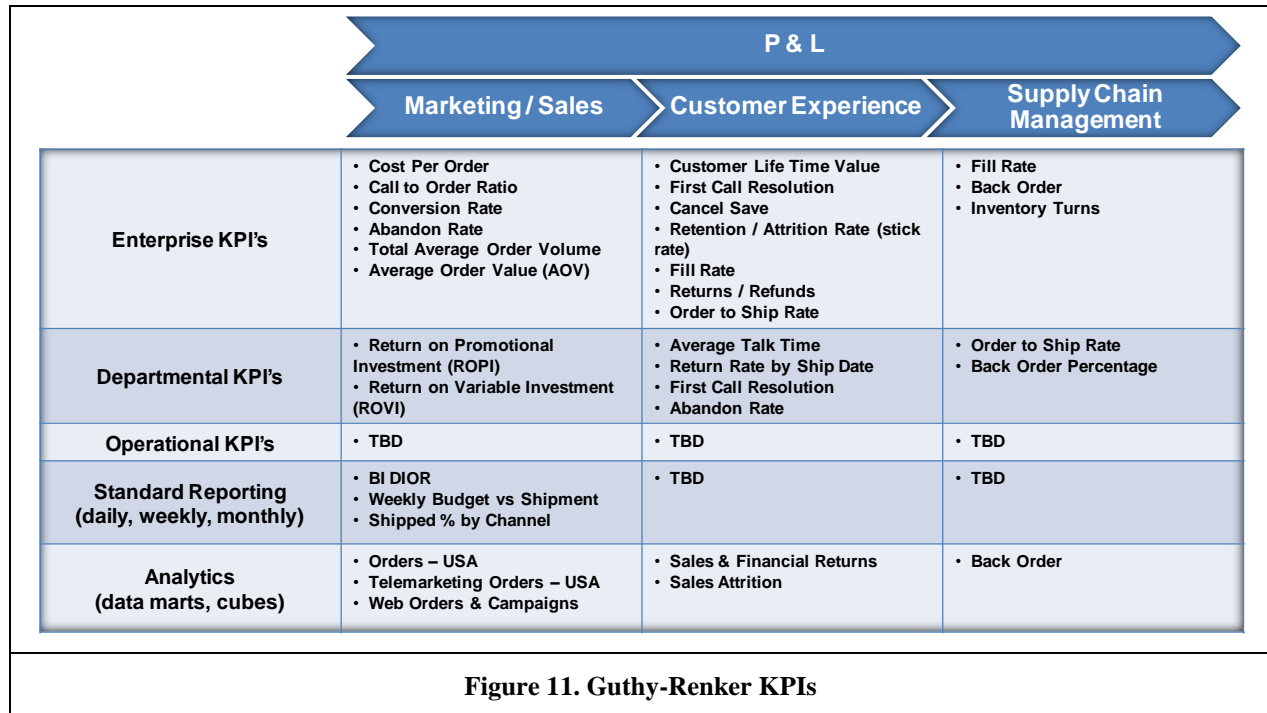 P & L
Marketing / Sales
Customer Experience
Supply Chain
Management
Enterprise KPI's
• Cost Per Order
• Call to Order Ratio
• Conversion Rate
• Abandon Rate
• Total Average Order Volume
• Average Order Value (AOV)
• Customer Life Time Value
• First Call Resolution
• Cancel Save
• Retention / Attrition Rate (stick
rate)
• Fill Rate
• Returns / Refunds
• Order to Ship Rate
• Fill Rate
• Back Order
• Inventory Turns
Departmental KPI's
• Return on Promotional
Investment (ROPI)
• Return on Variable Investment
(ROVI)
• Average Talk Time
• Return Rate by Ship Date
• First Call Resolution
• Abandon Rate
• Order to Ship Rate
• Back Order Percentage
Operational KPI's
• TBD
• TBD
• TBD
Standard Reporting
(daily, weekly, monthly)
• BI DIOR
• Weekly Budget vs Shipment
• Shipped % by Channel
• TBD
• TBD
Analytics
(data marts, cubes)
• Orders – USA
• Telemarketing Orders – USA
• Web Orders & Campaigns
• Sales & Financial Returns
• Sales Attrition
• Back Order
Figure 11. Guthy-Renker KPIs